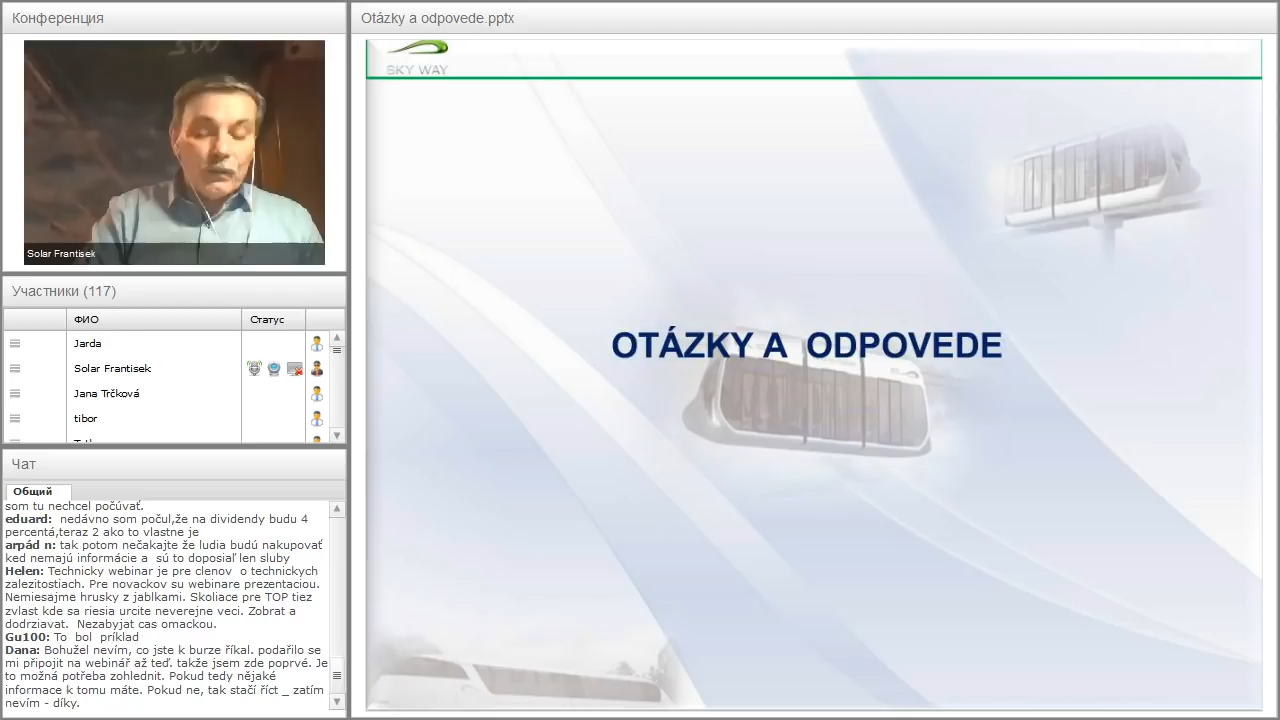 Конференция
Solar Frantisek
Участники (117)
ФИО
Статус
Jarda
Solar Frantisek
Jana Trčková
tibor
Чат
Общий
som tu nechcel počúvať.
eduard: nedávno som počul,že na dividendy budu 4
percentá,teraz 2 ako to vlastne je
arpád n: tak potom nečakajte že ludia budú nakupovať
ked nemajú informácie a sú to doposiaľ len sluby
Helen: Technicky webinar je pre clenov o technickych
zalezitostiach. Pre novackov su webinare prezentaciou.
Nemiesajme hrusky z jablkami. Skoliace pre TOP tiez
zvlast kde sa riesia urcite neverejne veci. Zobrat a
dodrziavat. Nezabyjat cas omackou.
Gu100: To bol príklad
Dana: Bohužel nevím, co jste k burze říkal. podařilo se
mi připojit na webinář až teď. takže jsem zde poprvé. Je
to možná potřeba zohlednit. Pokud tedy nějaké
informace k tomu máte. Pokud ne, tak stačí říct _ zatím
nevím - díky.
Otázky a odpovede.pptx
SKY WAY
OTÁZKY A ODPOVEDE